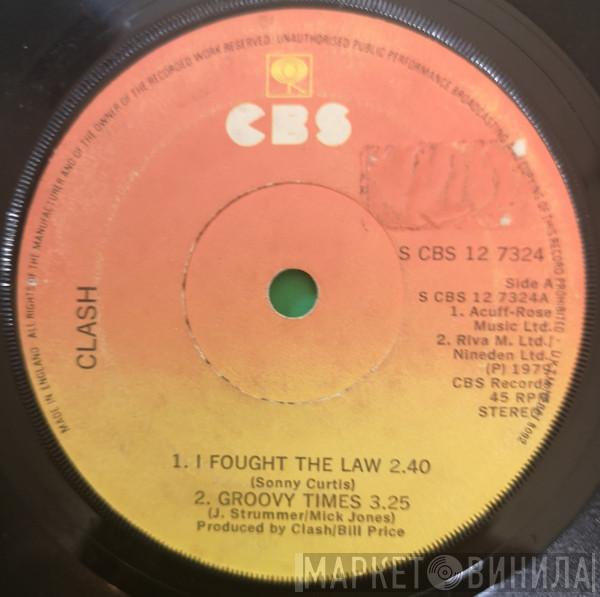 ALL RIGHTS OF THE MANUFACTURER AND OF THE OWNER OF THE RECORDED WORK RESERVED. UNAUTHORISED PUBLIC PERFORMANCE BROADCASTING AND COPYING OF THIS RECORD PROHIBITED
MADE IN ENGLAND
CBS
CLASH
S CBS 12 7324
Side A
S CBS 12 7324A
1. Acuff-Rose
Music Ltd.
2. Riva M. Ltd./
Nineden Ltd.
(P) 1979
CBS Records
45 RPM
STEREO
1. I FOUGHT THE LAW 2.40
(Sonny Curtis)
2. GROOVY TIMES 3.25
(J. Strummer/Mick Jones)
Produced by Clash/Bill Price
МАРКЕТ ВИНИЛА